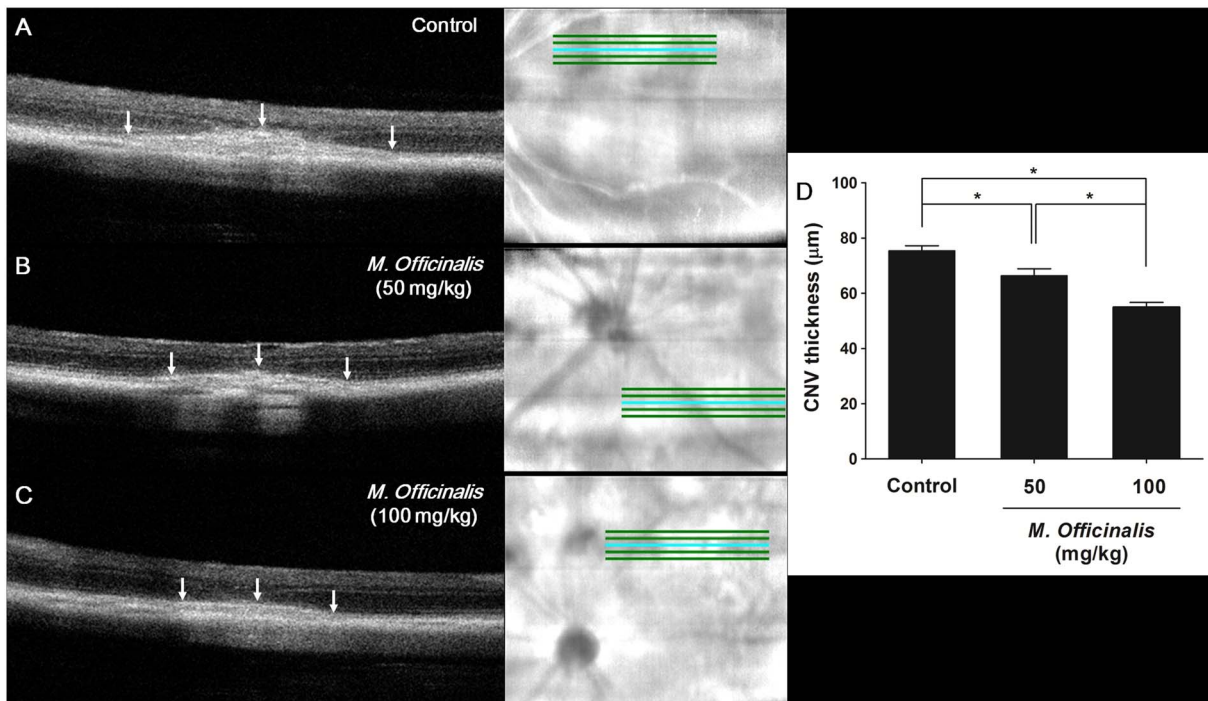 A
Control
B
M. Officinalis
(50 mg/kg)
C
M. Officinalis
(100 mg/kg)
D
CNV thickness (μm)
100
80
60
40
20
0
*
*
*
Control
50
100
M. Officinalis
(mg/kg)